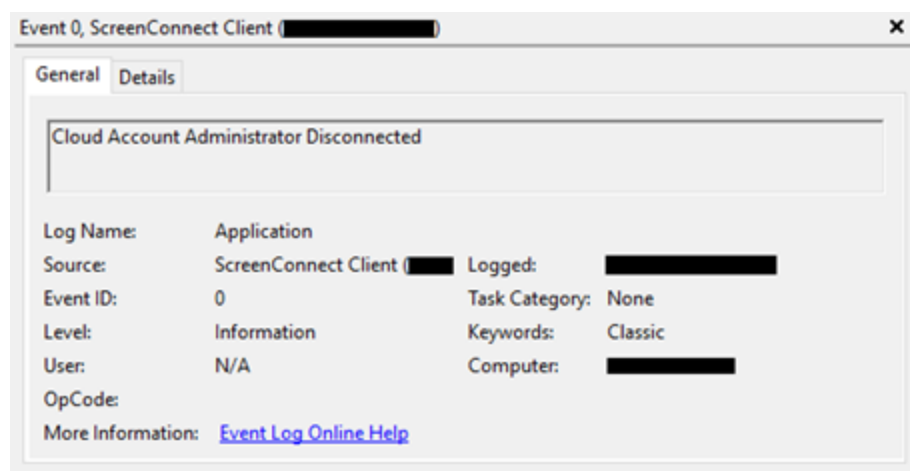 Event 0, ScreenConnect Client ( )
General Details
Cloud Account Administrator Disconnected
Log Name: Application
Source: ScreenConnect Client ( Logged:
Event ID: 0 Task Category: None
Level: Information Keywords: Classic
User: N/A Computer:
OpCode:
More Information: Event Log Online Help